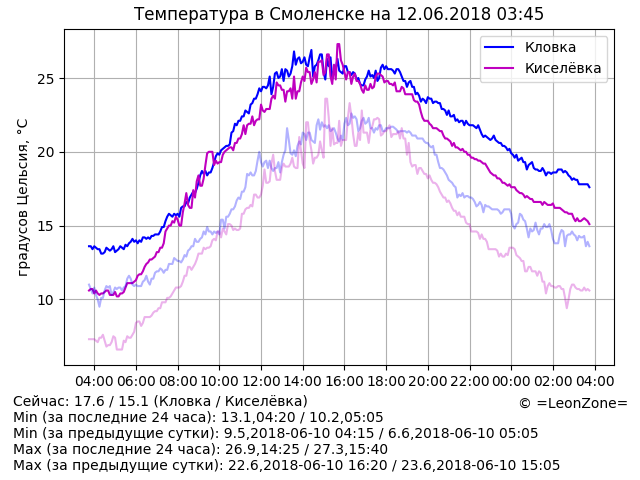 Температура в Смоленске на 12.06.2018 03:45
Кловка
Киселёвка
градусов Цельсия, °C
25
20
15
10
04:00 06:00 08:00 10:00 12:00 14:00 16:00 18:00 20:00 22:00 00:00 02:00 04:00
Сейчас: 17.6 / 15.1 (Кловка / Киселёвка)
© =LeonZone=
Min (за последние 24 часа): 13.1,04:20 / 10.2,05:05
Min (за предыдущие сутки): 9.5,2018-06-10 04:15 / 6.6,2018-06-10 05:05
Max (за последние 24 часа): 26.9,14:25 / 27.3,15:40
Max (за предыдущие сутки): 22.6,2018-06-10 16:20 / 23.6,2018-06-10 15:05